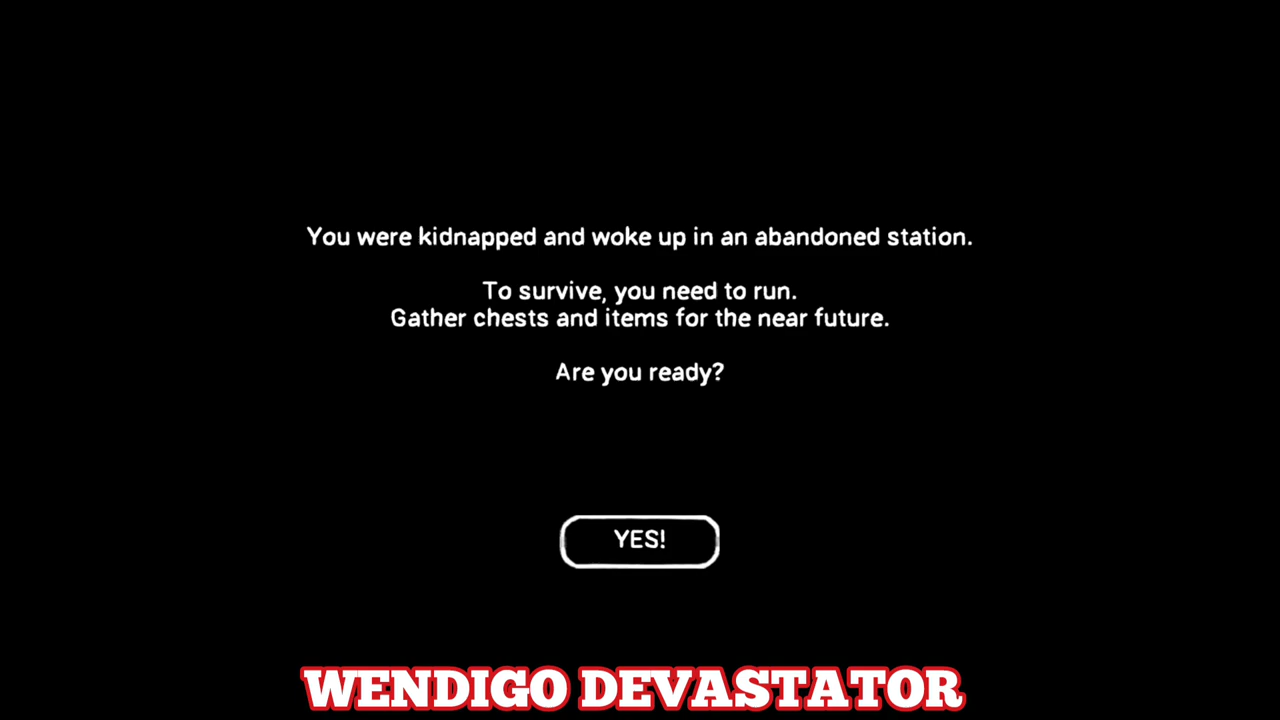 You were kidnapped and woke up in an abandoned station.
To survive, you need to run.
Gather chests and items for the near future.
Are you ready?
YES!
WENDIGO DEVASTATOR